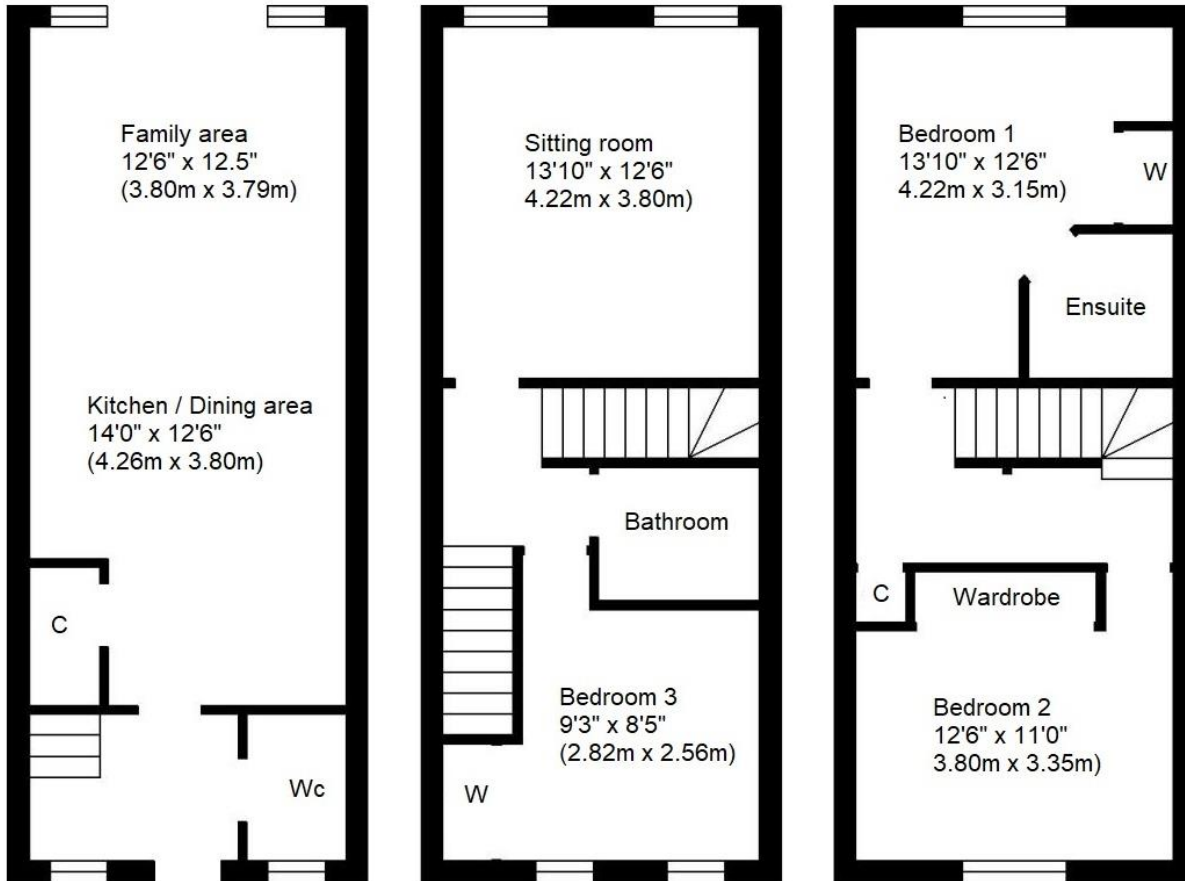 Family area
12'6" x 12.5"
(3.80m x 3.79m)
Kitchen / Dining area
14'0" x 12'6"
(4.26m x 3.80m)
C
Wc
Sitting room
13'10" x 12'6"
4.22m x 3.80m)
Bathroom
Bedroom 3
9'3" x 8'5"
(2.82m x 2.56m)
W
Bedroom 1
13'10" x 12'6"
4.22m x 3.15m)
W
Ensuite
C
Wardrobe
Bedroom 2
12'6" x 11'0"
3.80m x 3.35m)